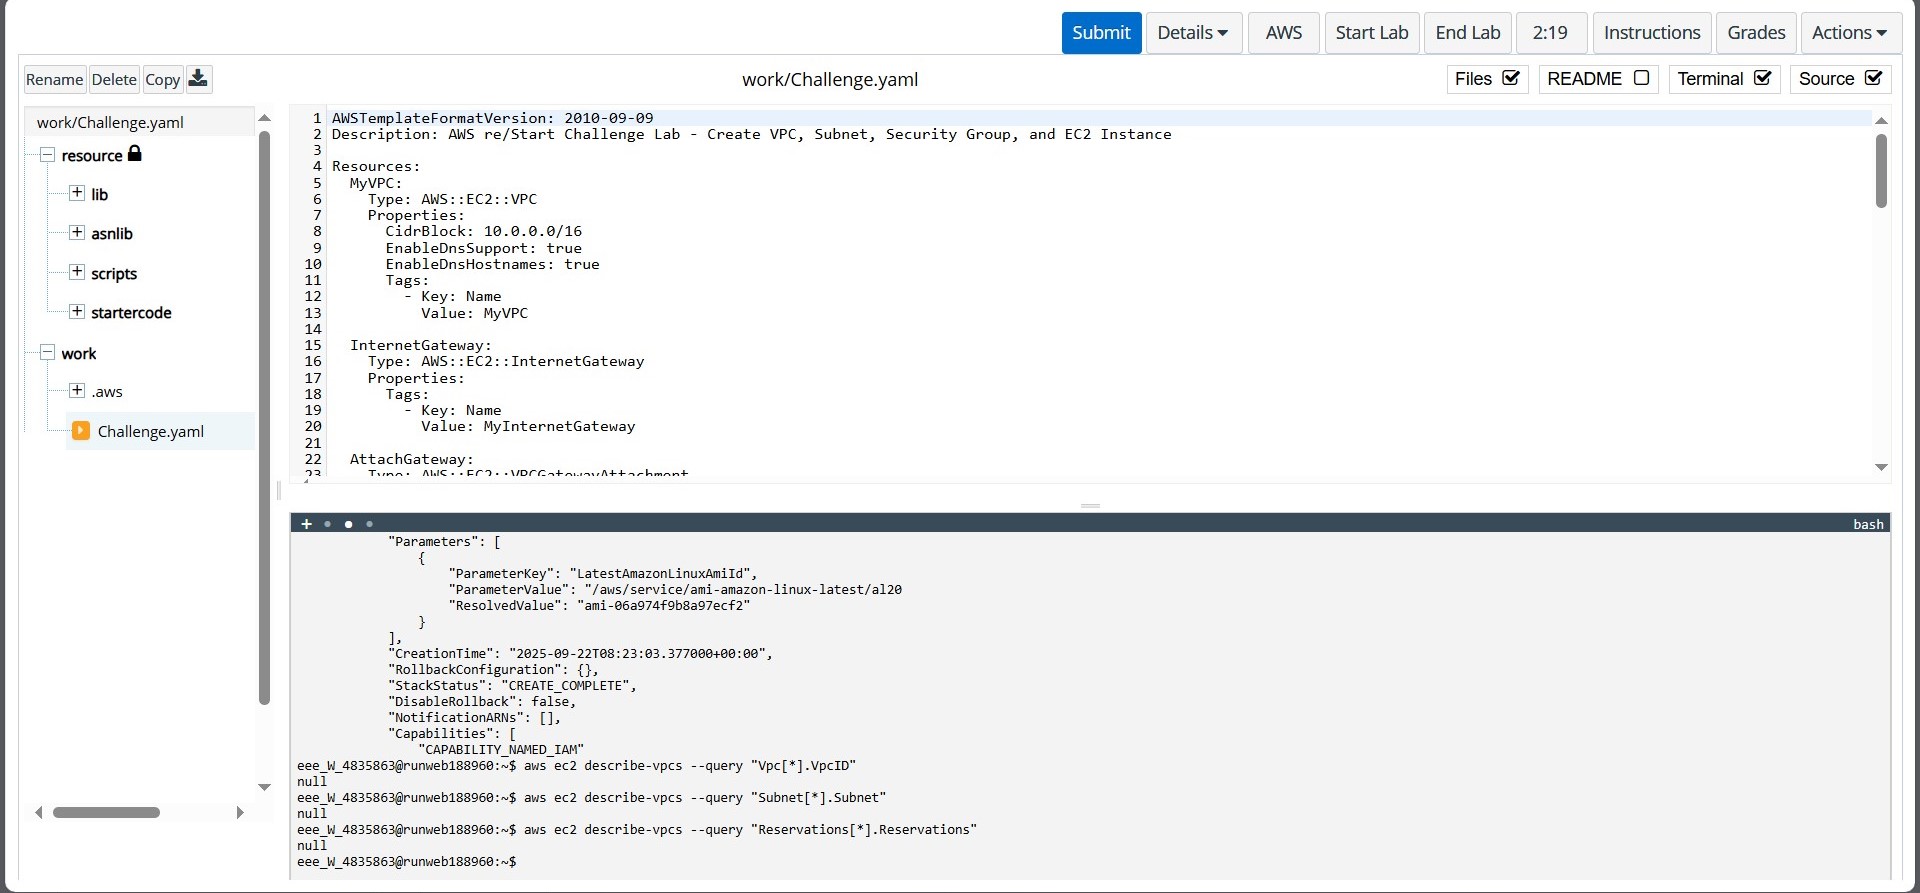 Submit Details AWS Start Lab End Lab 2:19 Instructions Grades Actions
Rename Delete Copy work/Challenge.yaml Files README Terminal Source
work/Challenge.yaml
resource
lib
asnlib
scripts
startercode
work
.aws
Challenge.yaml
1 AWSTemplateFormatVersion: 2010-09-09
2 Description: AWS re/Start Challenge Lab - Create VPC, Subnet, Security Group, and EC2 Instance
3
4 Resources:
5 MyVPC:
6 Type: AWS::EC2::VPC
7 Properties:
8 CidrBlock: 10.0.0.0/16
9 EnableDnsSupport: true
10 EnableDnsHostnames: true
11 Tags:
12 - Key: Name
13 Value: MyVPC
14
15 InternetGateway:
16 Type: AWS::EC2::InternetGateway
17 Properties:
18 Tags:
19 - Key: Name
20 Value: MyInternetGateway
21
22 AttachGateway:
23 Type: AWS::EC2::VPCGatewayAttachment
+ bash
"Parameters": [
{
"ParameterKey": "LatestAmazonLinuxAmiId",
"ParameterValue": "/aws/service/ami-amazon-linux-latest/al20
"ResolvedValue": "ami-06a974f9b8a97ecf2"
}
],
"CreationTime": "2025-09-22T08:23:03.377000+00:00",
"RollbackConfiguration": {},
"StackStatus": "CREATE_COMPLETE",
"DisableRollback": false,
"NotificationARNs": [],
"Capabilities": [
"CAPABILITY_NAMED_IAM"
eee_W_4835863@runweb188960:~$ aws ec2 describe-vpcs --query "Vpc[*].VpcID"
null
eee_W_4835863@runweb188960:~$ aws ec2 describe-vpcs --query "Subnet[*].Subnet"
null
eee_W_4835863@runweb188960:~$ aws ec2 describe-vpcs --query "Reservations[*].Reservations"
null
eee_W_4835863@runweb188960:~$